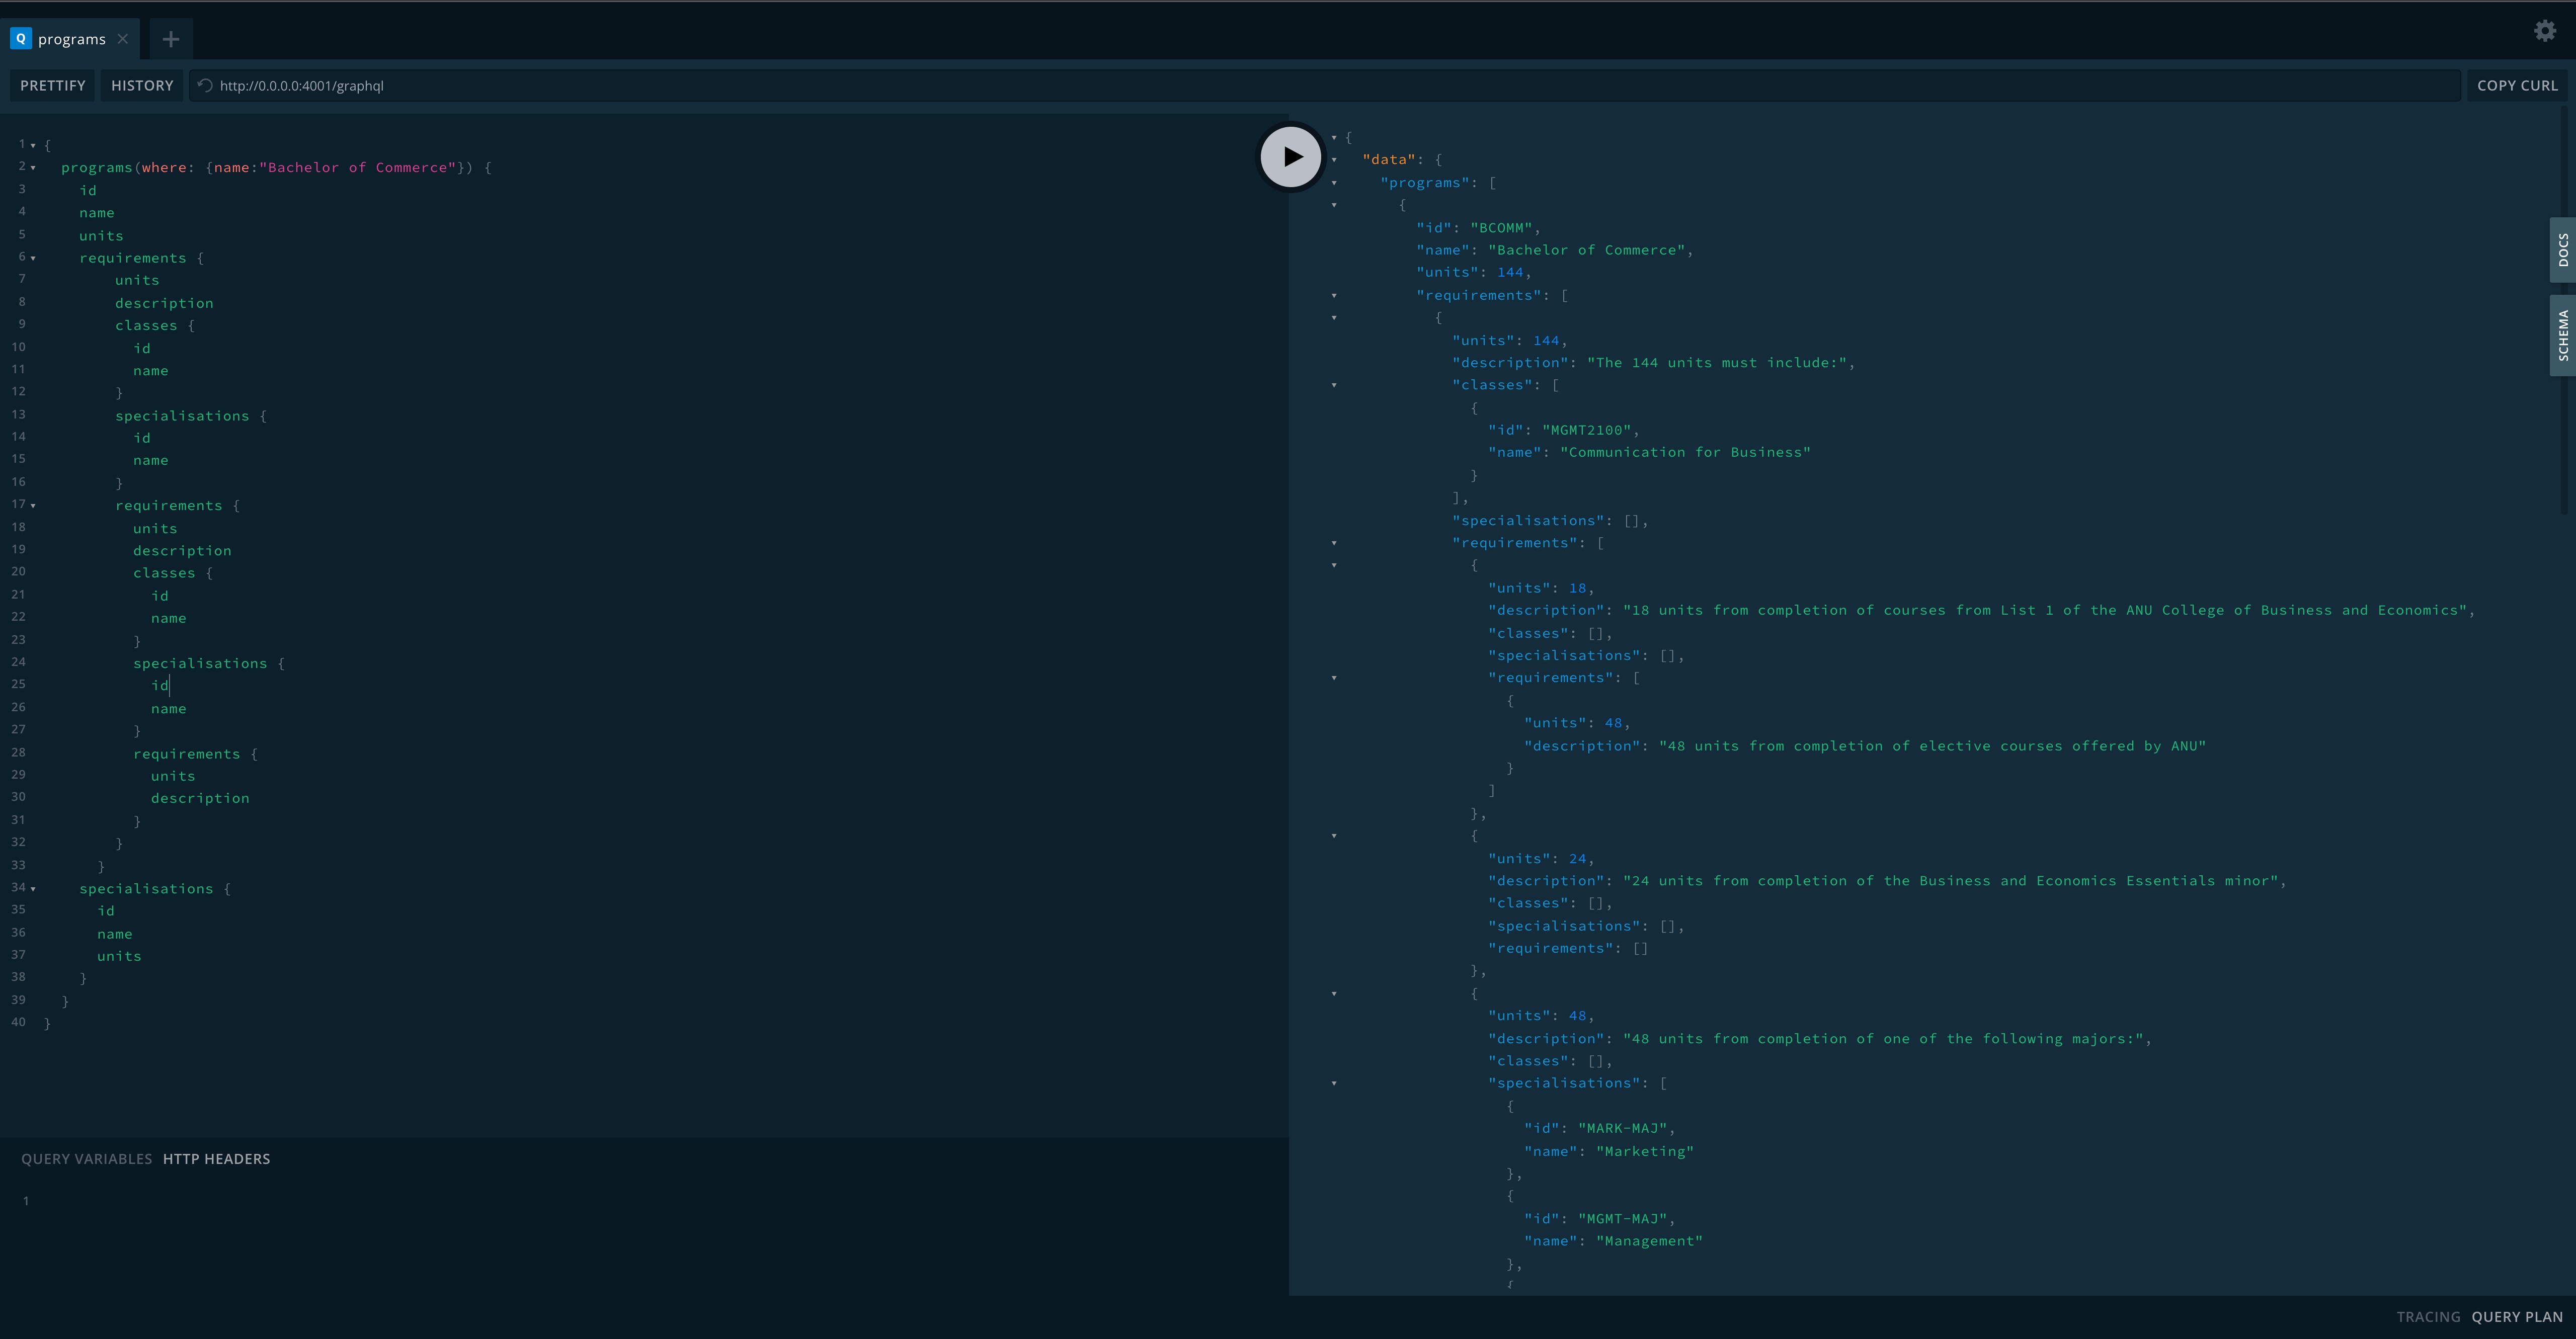 Q programs
PRETTIFY HISTORY http://0.0.0.0:4001/graphql COPY CURL
1 {
2 programs(where: {name:"Bachelor of Commerce"}) {
3 id
4 name
5 units
6 requirements {
7 units
8 description
9 classes {
10 id
11 name
12 }
13 specialisations {
14 id
15 name
16 }
17 requirements {
18 units
19 description
20 classes {
21 id
22 name
23 }
24 specialisations {
25 id
26 name
27 }
28 requirements {
29 units
30 description
31 }
32 }
33 }
34 specialisations {
35 id
36 name
37 units
38 }
39 }
40 }
QUERY VARIABLES HTTP HEADERS
1
{
"data": {
"programs": [
{
"id": "BCOMM",
"name": "Bachelor of Commerce",
"units": 144,
"requirements": [
{
"units": 144,
"description": "The 144 units must include:",
"classes": [
{
"id": "MGMT2100",
"name": "Communication for Business"
}
],
"specialisations": [],
"requirements": [
{
"units": 18,
"description": "18 units from completion of courses from List 1 of the ANU College of Business and Economics",
"classes": [],
"specialisations": [],
"requirements": [
{
"units": 48,
"description": "48 units from completion of elective courses offered by ANU"
}
]
},
{
"units": 24,
"description": "24 units from completion of the Business and Economics Essentials minor",
"classes": [],
"specialisations": [],
"requirements": []
},
{
"units": 48,
"description": "48 units from completion of one of the following majors:",
"classes": [],
"specialisations": [
{
"id": "MARK-MAJ",
"name": "Marketing"
},
{
"id": "MGMT-MAJ",
"name": "Management"
},
{
DOCS
SCHEMA
TRACING QUERY PLAN